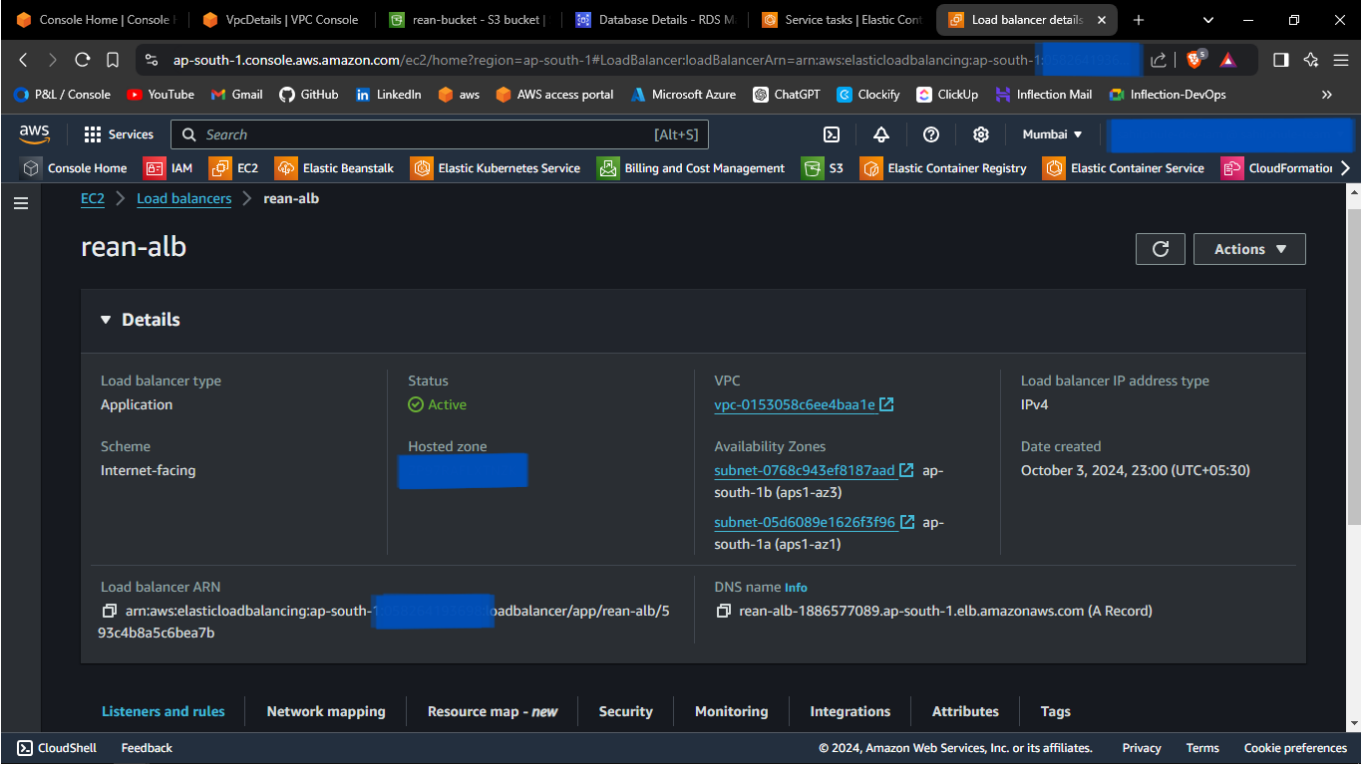 Console Home | Console
VpcDetails | VPC Console
rean-bucket - S3 bucket |
Database Details - RDS M
Service tasks | Elastic Cont
Load balancer details
ap-south-1.console.aws.amazon.com/ec2/home?region=ap-south-1#LoadBalancer:loadBalancerArn=arn:aws:elasticloadbalancing:ap-south-1:
5
P&L / Console YouTube Gmail GitHub LinkedIn aws AWS access portal Microsoft Azure ChatGPT Clockify ClickUp Inflection Mail Inflection-DevOps »
aws Services Search [Alt+S] Mumbai
Console Home IAM EC2 Elastic Beanstalk Elastic Kubernetes Service Billing and Cost Management S3 Elastic Container Registry Elastic Container Service CloudFormation
EC2 > Load balancers > rean-alb
rean-alb
Actions
Details
Load balancer type
Application
Status
Active
VPC
vpc-0153058c6ee4baa1e
Load balancer IP address type
IPv4
Scheme
Internet-facing
Hosted zone
Availability Zones
subnet-0768c943ef8187aad ap-
south-1b (aps1-az3)
subnet-05d6089e1626f3f96 ap-
south-1a (aps1-az1)
Date created
October 3, 2024, 23:00 (UTC+05:30)
Load balancer ARN
arn:aws:elasticloadbalancing:ap-south- loadbalancer/app/rean-alb/5
93c4b8a5c6bea7b
DNS name Info
rean-alb-1886577089.ap-south-1.elb.amazonaws.com (A Record)
Listeners and rules Network mapping Resource map - new Security Monitoring Integrations Attributes Tags
CloudShell Feedback © 2024, Amazon Web Services, Inc. or its affiliates. Privacy Terms Cookie preferences